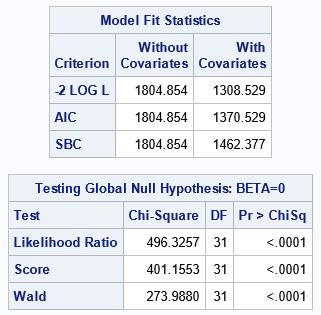 Model Fit Statistics
Criterion Without Covariates With Covariates
-2 LOG L 1804.854 1308.529
AIC 1804.854 1370.529
SBC 1804.854 1462.377
Testing Global Null Hypothesis: BETA=0
Test Chi-Square DF Pr > ChiSq
Likelihood Ratio 496.3257 31 <.0001
Score 401.1553 31 <.0001
Wald 273.9880 31 <.0001